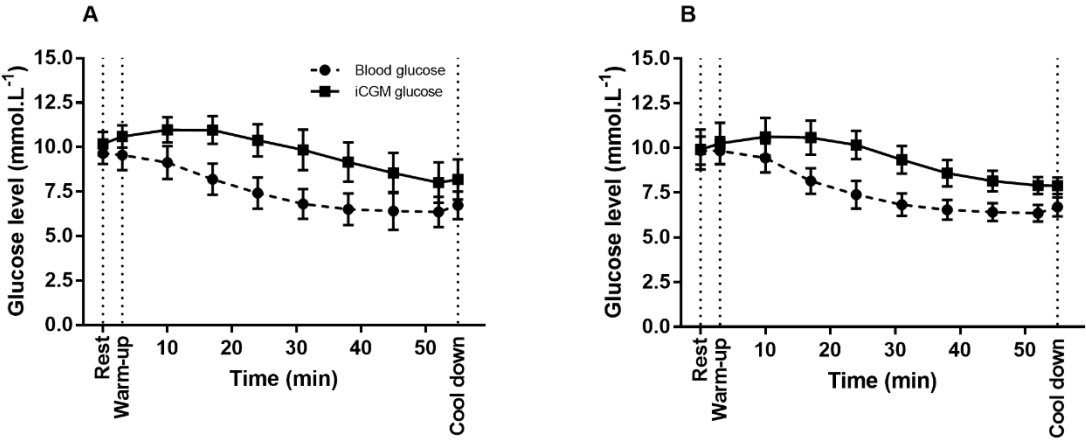 A
Glucose level (mmol.L-1)
15.0
12.5
10.0
7.5
5.0
2.5
0.0
Blood glucose
iCGM glucose
Rest
Warm-up
10
20
30
40
50
Cool down
Time (min)
B
Glucose level (mmol.L-1)
15.0
12.5
10.0
7.5
5.0
2.5
0.0
Rest
Warm-up
10
20
30
40
50
Cool down
Time (min)